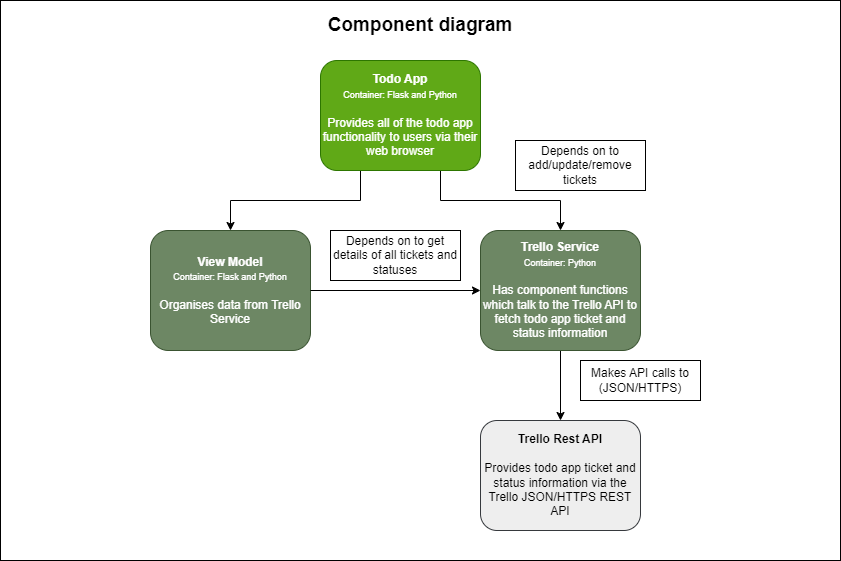 Component diagram
Todo App
Container: Flask and Python
Provides all of the todo app
functionality to users via their
web browser
Depends on to
add/update/remove
tickets
View Model
Container: Flask and Python
Organises data from Trello
Service
Depends on to get
details of all tickets and
statuses
Trello Service
Container: Python
Has component functions
which talk to the Trello API to
fetch todo app ticket and
status information
Makes API calls to
(JSON/HTTPS)
Trello Rest API
Provides todo app ticket and
status information via the
Trello JSON/HTTPS REST
API